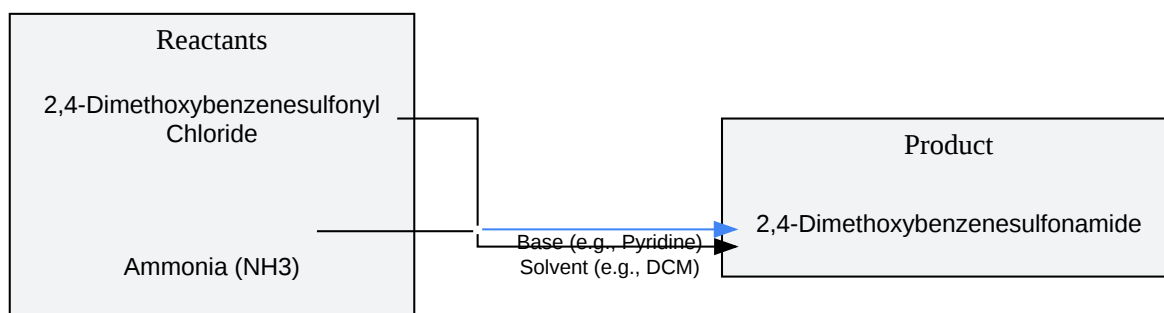 Reactants
2,4-Dimethoxybenzenesulfonyl
Chloride
Ammonia (NH3)
Base (e.g., Pyridine)
Solvent (e.g., DCM)
Product
2,4-Dimethoxybenzenesulfonamide